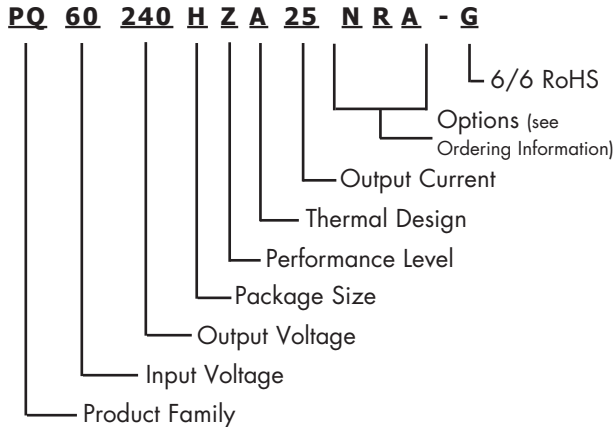 PQ 60 240 H Z A 25 N R A - G
6/6 RoHS
Options (see
Ordering Information)
Output Current
Thermal Design
Performance Level
Package Size
Output Voltage
Input Voltage
Product Family